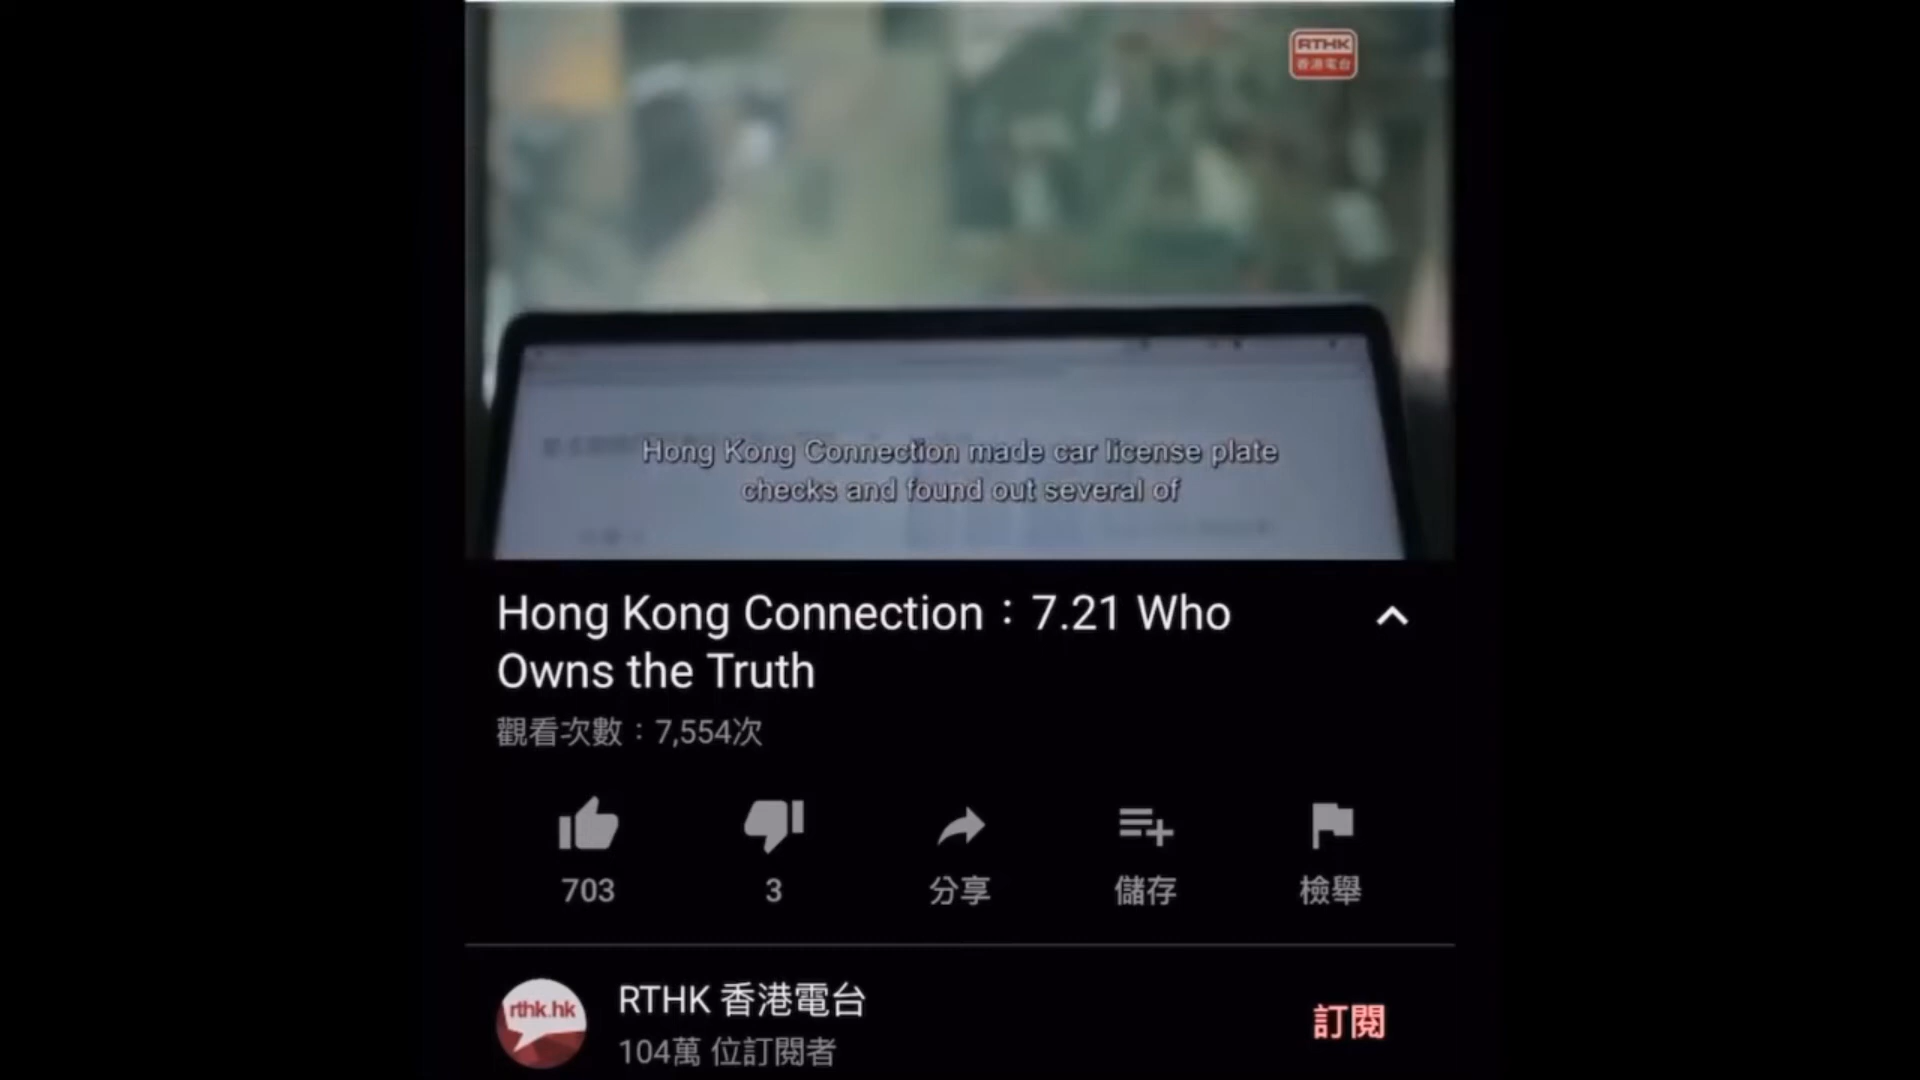 RTHK
香港電台
Hong Kong Connection made car license plate
checks and found out several of
Hong Kong Connection：7.21 Who
Owns the Truth
觀看次數：7,554次
703
3
分享
儲存
檢舉
rthk.hk
RTHK 香港電台
104萬 位訂閱者
訂閱